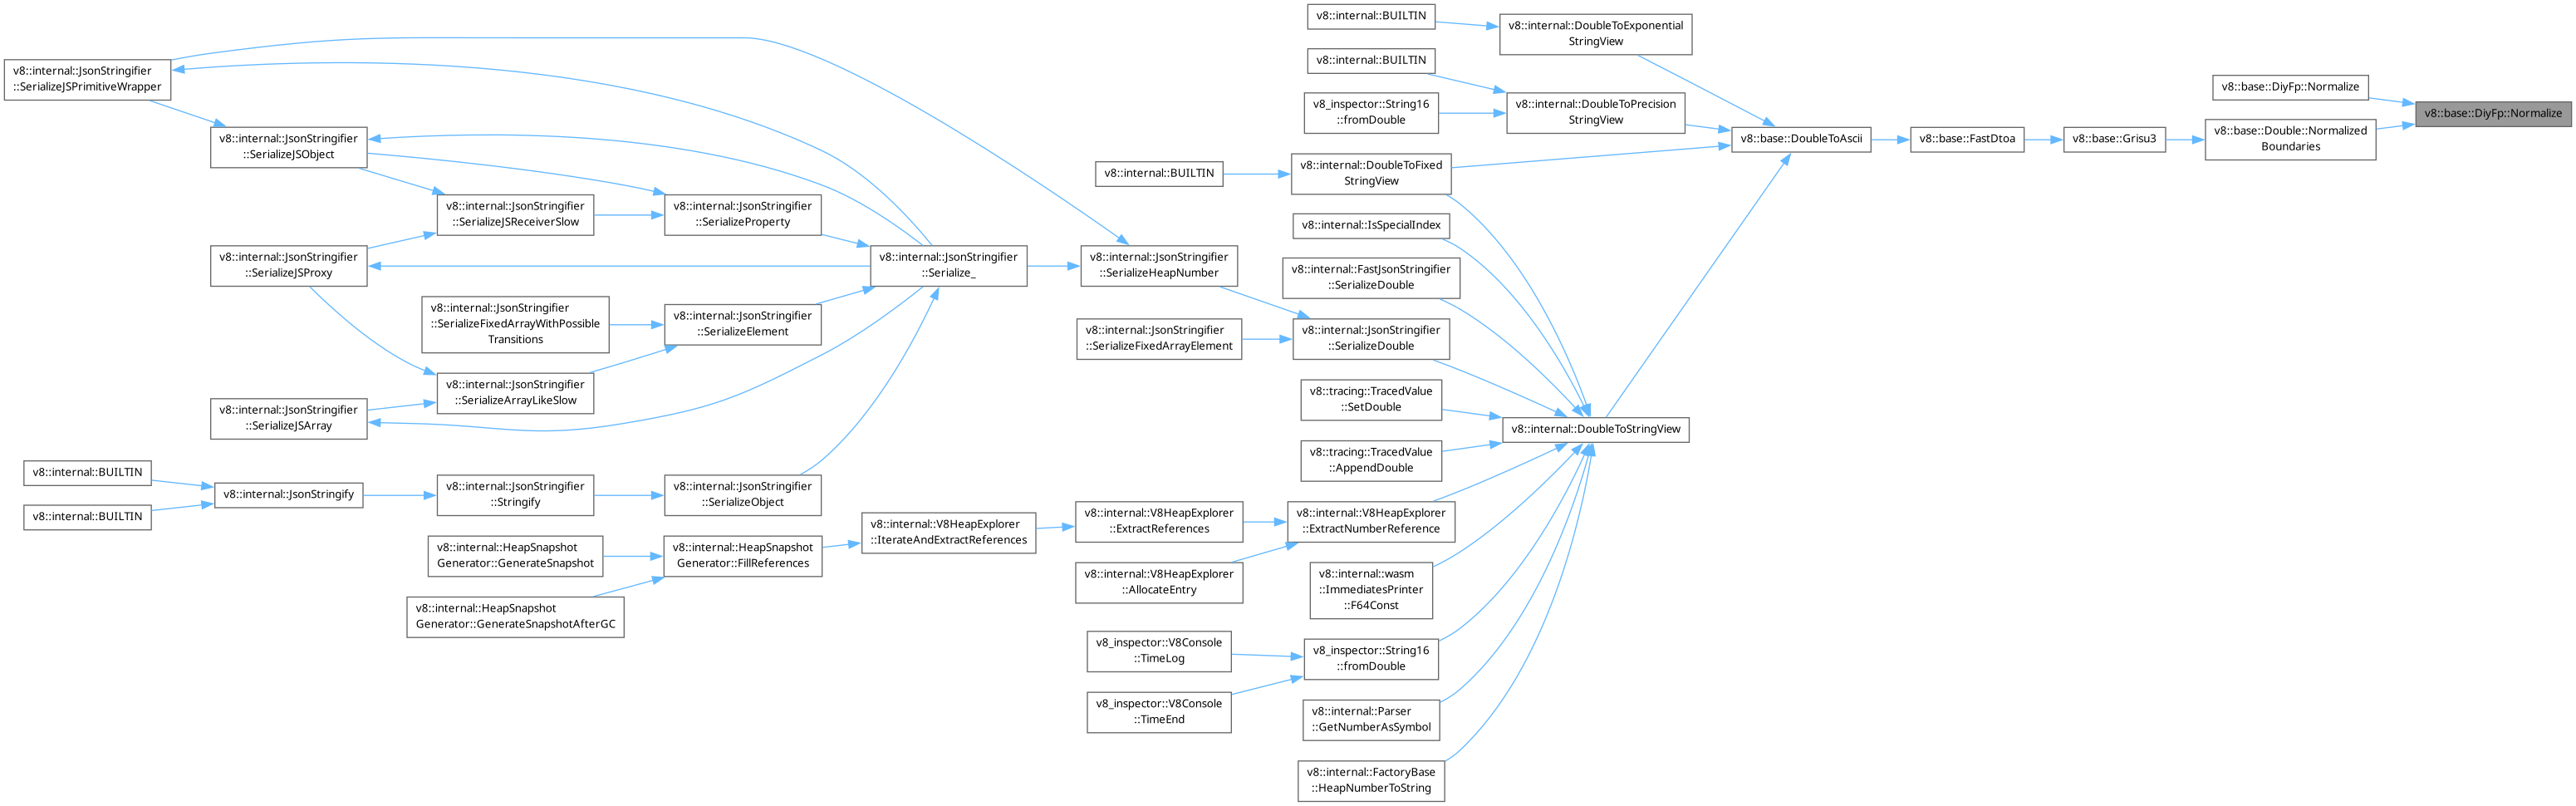 v8::internal::JsonStringifier
::SerializeJSPrimitiveWrapper
v8::internal::JsonStringifier
::SerializeJSObject
v8::internal::JsonStringifier
::SerializeJSProxy
v8::internal::JsonStringifier
::SerializeJSArray
v8::internal::BUILTIN
v8::internal::BUILTIN
v8::internal::JsonStringify
v8::internal::JsonStringifier
::SerializeJSReceiverSlow
v8::internal::JsonStringifier
::SerializeFixedArrayWithPossible
Transitions
v8::internal::JsonStringifier
::SerializeArrayLikeSlow
v8::internal::JsonStringifier
::Stringify
v8::internal::HeapSnapshot
Generator::GenerateSnapshot
v8::internal::HeapSnapshot
Generator::GenerateSnapshotAfterGC
v8::internal::JsonStringifier
::SerializeProperty
v8::internal::JsonStringifier
::SerializeElement
v8::internal::JsonStringifier
::SerializeObject
v8::internal::HeapSnapshot
Generator::FillReferences
v8::internal::JsonStringifier
::Serialize_
v8::internal::V8HeapExplorer
::IterateAndExtractReferences
v8::internal::BUILTIN
v8::internal::JsonStringifier
::SerializeHeapNumber
v8::internal::JsonStringifier
::SerializeFixedArrayElement
v8::internal::V8HeapExplorer
::ExtractReferences
v8::internal::V8HeapExplorer
::AllocateEntry
v8_inspector::V8Console
::TimeLog
v8_inspector::V8Console
::TimeEnd
v8::internal::BUILTIN
v8::internal::BUILTIN
v8_inspector::String16
::fromDouble
v8::internal::DoubleToFixed
StringView
v8::internal::IsSpecialIndex
v8::internal::FastJsonStringifier
::SerializeDouble
v8::internal::JsonStringifier
::SerializeDouble
v8::tracing::TracedValue
::SetDouble
v8::tracing::TracedValue
::AppendDouble
v8::internal::V8HeapExplorer
::ExtractNumberReference
v8::internal::wasm
::ImmediatesPrinter
::F64Const
v8_inspector::String16
::fromDouble
v8::internal::Parser
::GetNumberAsSymbol
v8::internal::FactoryBase
::HeapNumberToString
v8::internal::DoubleToExponential
StringView
v8::internal::DoubleToPrecision
StringView
v8::internal::DoubleToStringView
v8::base::DoubleToAscii
v8::base::FastDtoa
v8::base::Grisu3
v8::base::DiyFp::Normalize
v8::base::Double::Normalized
Boundaries
v8::base::DiyFp::Normalize